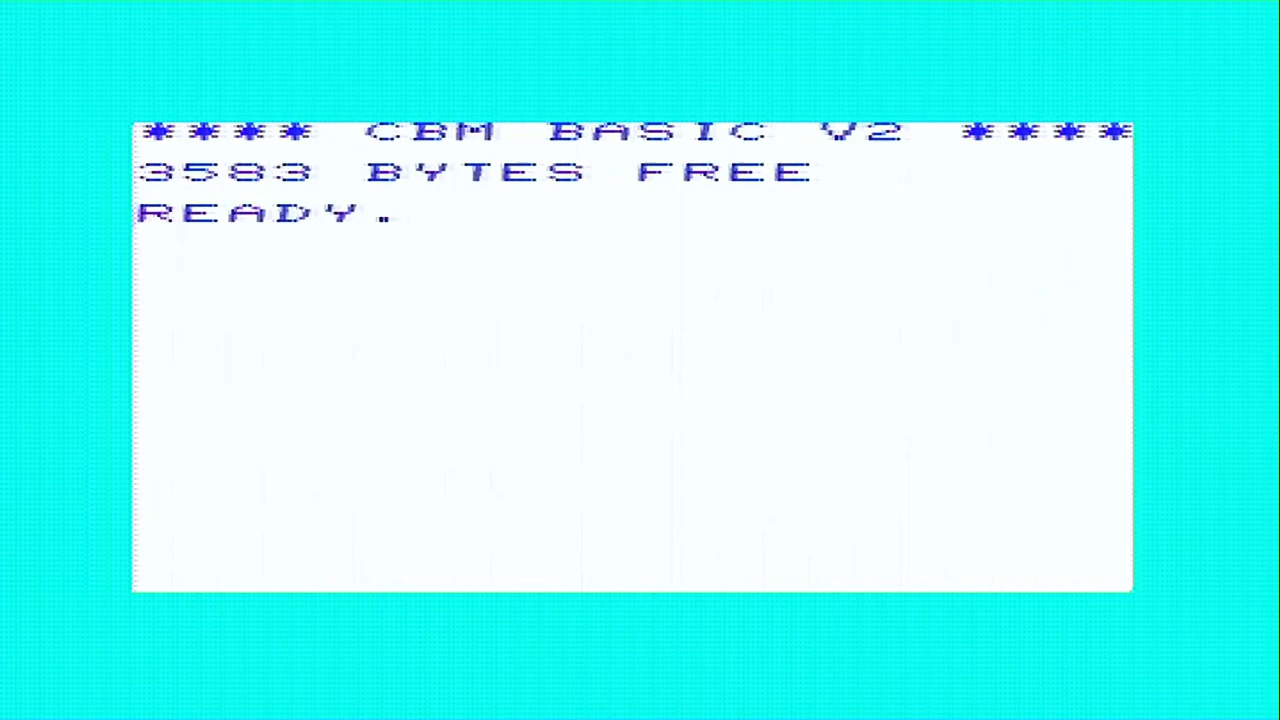 **** CBM BASIC V2 ****
3583 BYTES FREE
READY.